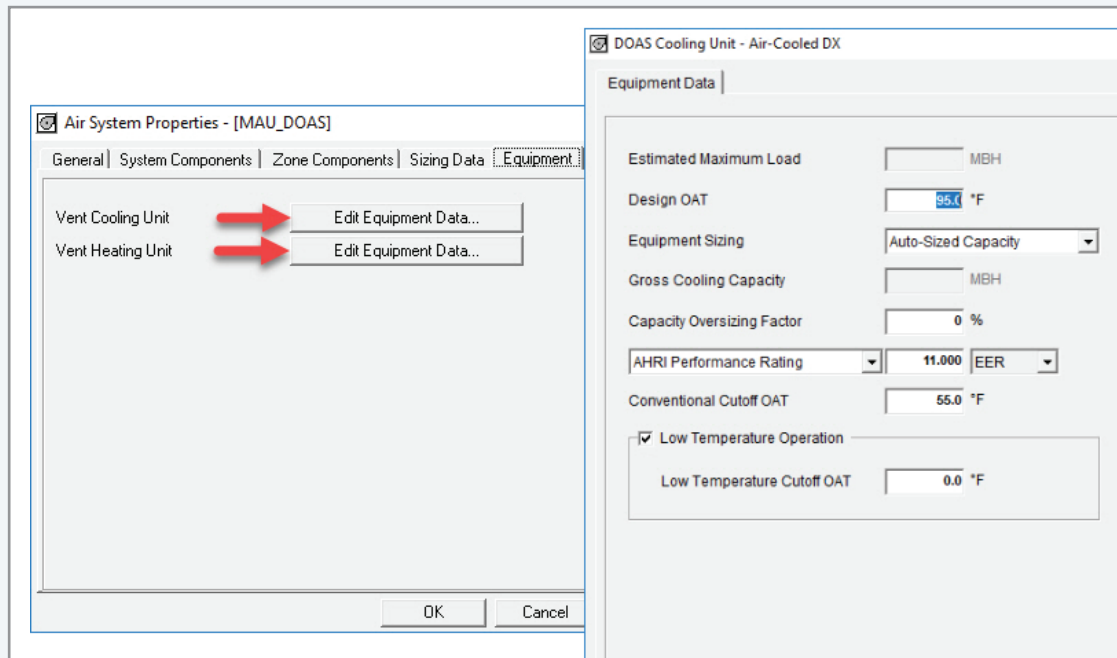 Air System Properties - [MAU_DOAS]
General System Components Zone Components Sizing Data Equipment
Vent Cooling Unit Edit Equipment Data...
Vent Heating Unit Edit Equipment Data...
OK Cancel
DOAS Cooling Unit - Air-Cooled DX
Equipment Data
Estimated Maximum Load MBH
Design OAT 95.0 °F
Equipment Sizing Auto-Sized Capacity
Gross Cooling Capacity MBH
Capacity Oversizing Factor 0 %
AHRI Performance Rating 11.000 EER
Conventional Cutoff OAT 55.0 °F
Low Temperature Operation
Low Temperature Cutoff OAT 0.0 °F